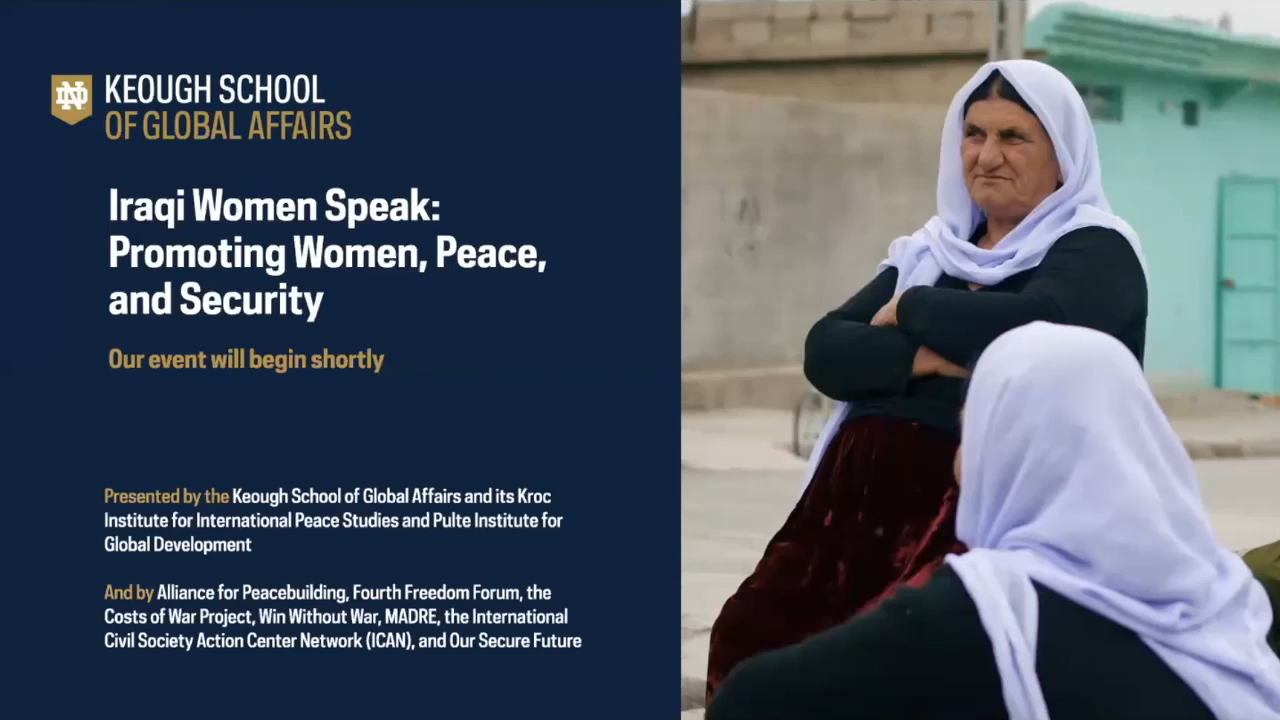 ND
KEOUGH SCHOOL
OF GLOBAL AFFAIRS
Iraqi Women Speak:
Promoting Women, Peace,
and Security
Our event will begin shortly
Presented by the Keough School of Global Affairs and its Kroc
Institute for International Peace Studies and Pulte Institute for
Global Development
And by Alliance for Peacebuilding, Fourth Freedom Forum, the
Costs of War Project, Win Without War, MADRE, the International
Civil Society Action Center Network (ICAN), and Our Secure Future